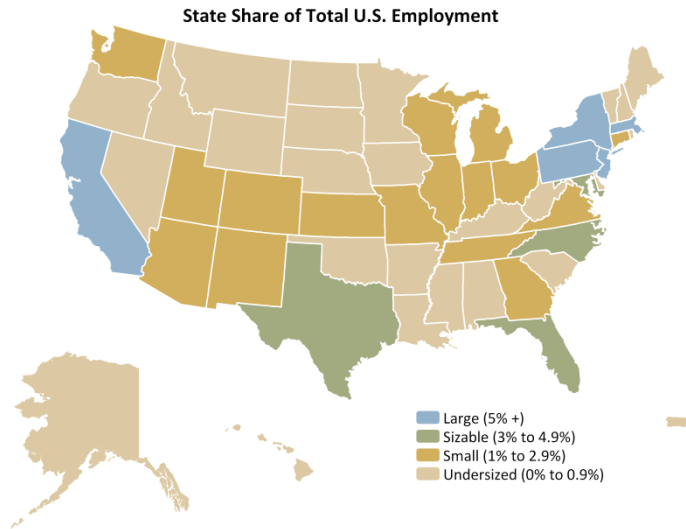 State Share of Total U.S. Employment
Large (5% +)
Sizable (3% to 4.9%)
Small (1% to 2.9%)
Undersized (0% to 0.9%)